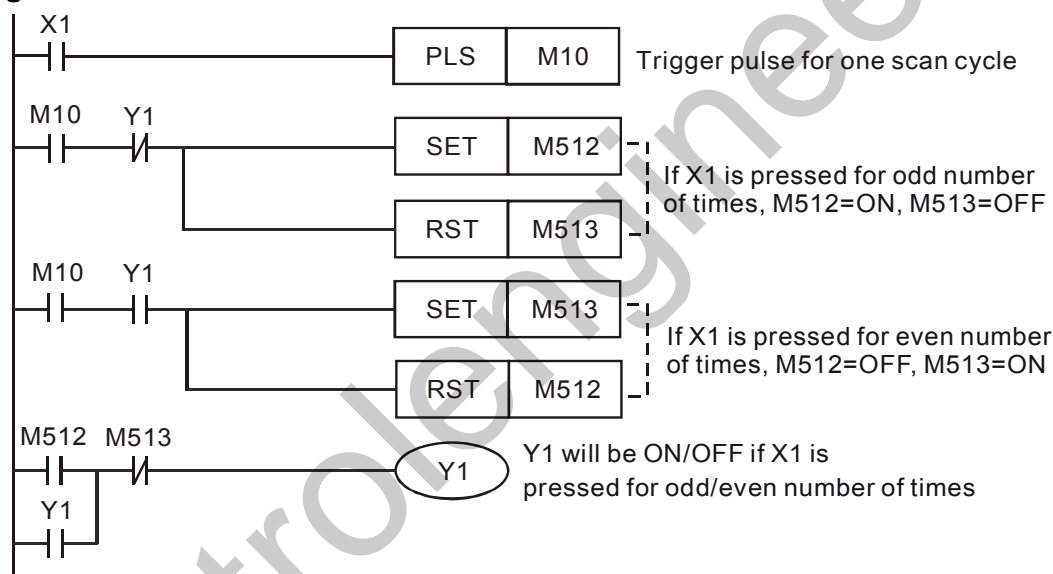 g
X1
PLS M10 Trigger pulse for one scan cycle
M10 Y1
SET M512
If X1 is pressed for odd number
of times, M512=ON, M513=OFF
RST M513
M10 Y1
SET M513
If X1 is pressed for even number
of times, M512=OFF, M513=ON
RST M512
M512 M513
Y1
Y1 will be ON/OFF if X1 is
pressed for odd/even number of times
Y1
trolenginee